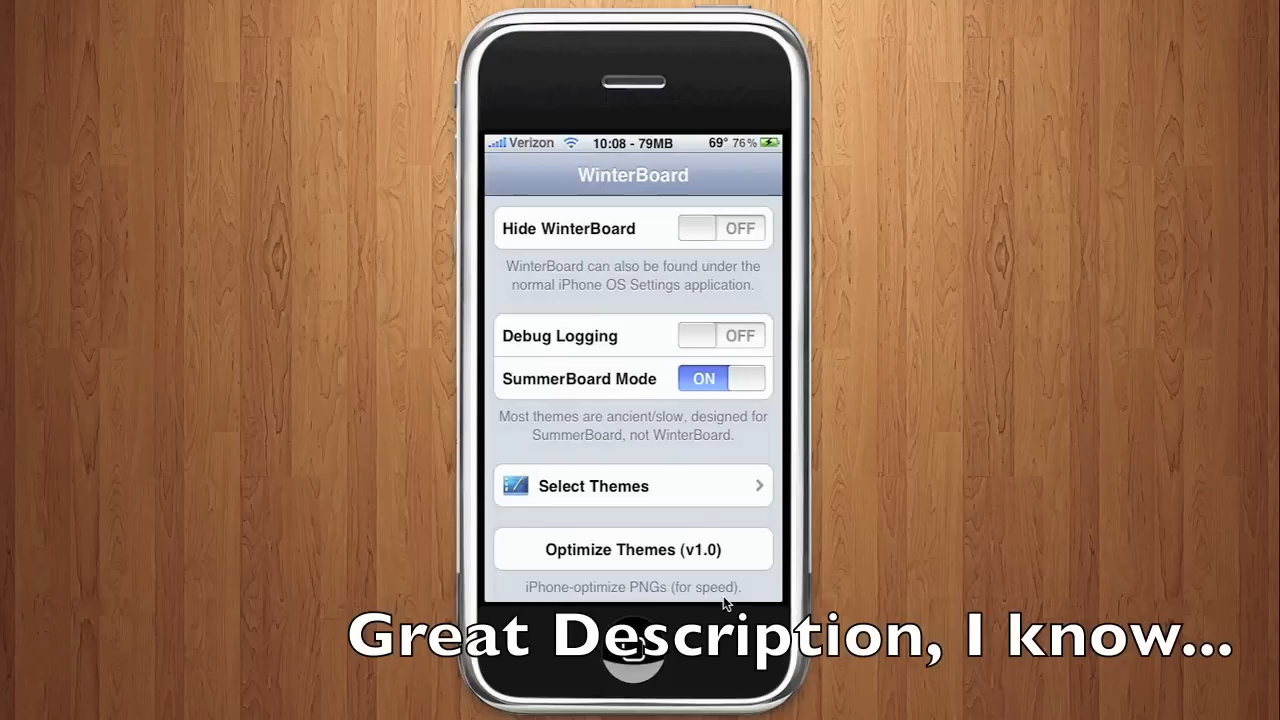 Verizon 10:08 - 79MB 69° 76%
WinterBoard
Hide WinterBoard OFF
WinterBoard can also be found under the
normal iPhone OS Settings application.
Debug Logging OFF
SummerBoard Mode ON
Most themes are ancient/slow, designed for
SummerBoard, not WinterBoard.
Select Themes
Optimize Themes (v1.0)
iPhone-optimize PNGs (for speed).
Great Description, I know...